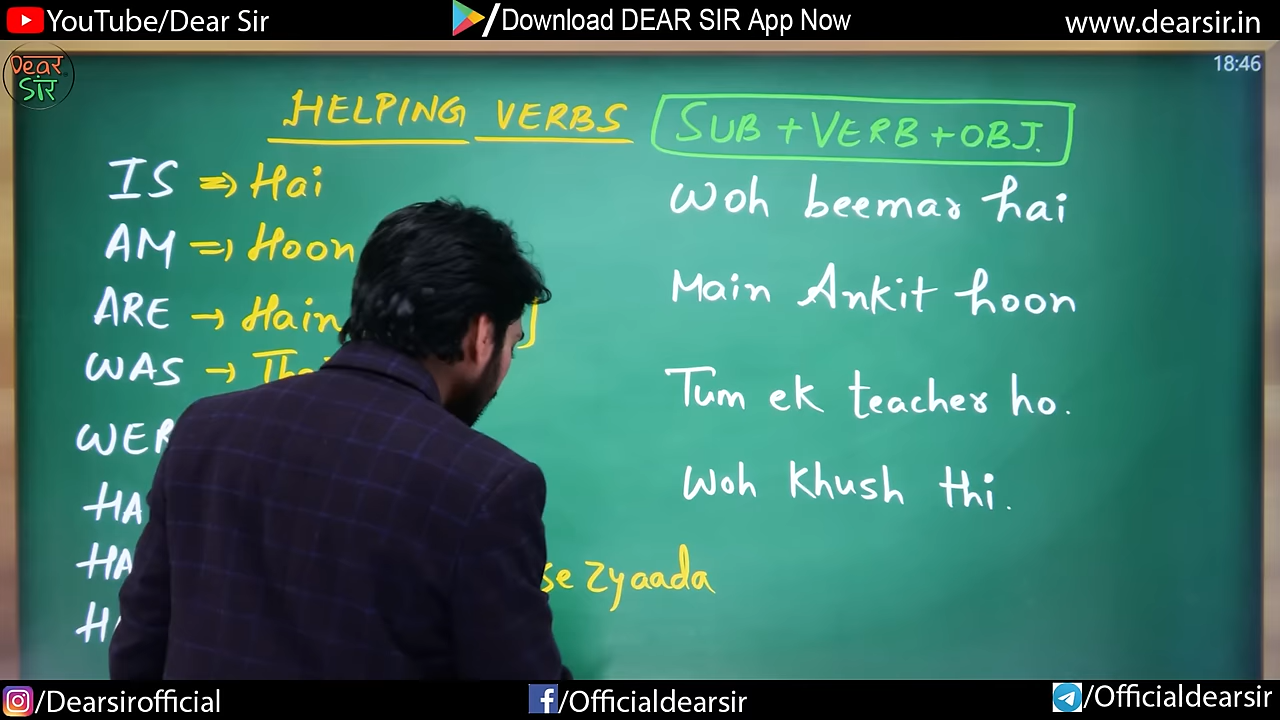 YouTube/Dear Sir
/Download DEAR SIR App Now
www.dearsir.in
Dear
सर
18:46
HELPING VERBS
SUB + VERB + OBJ.
IS => Hai
AM => Hoon
ARE → Hain
WAS →
Woh beemar hai
Main Ankit hoon
Tum ek teacher ho.
Woh Khush thi.
se zyaada
/Dearsirofficial
/Officialdearsir
/Officialdearsir